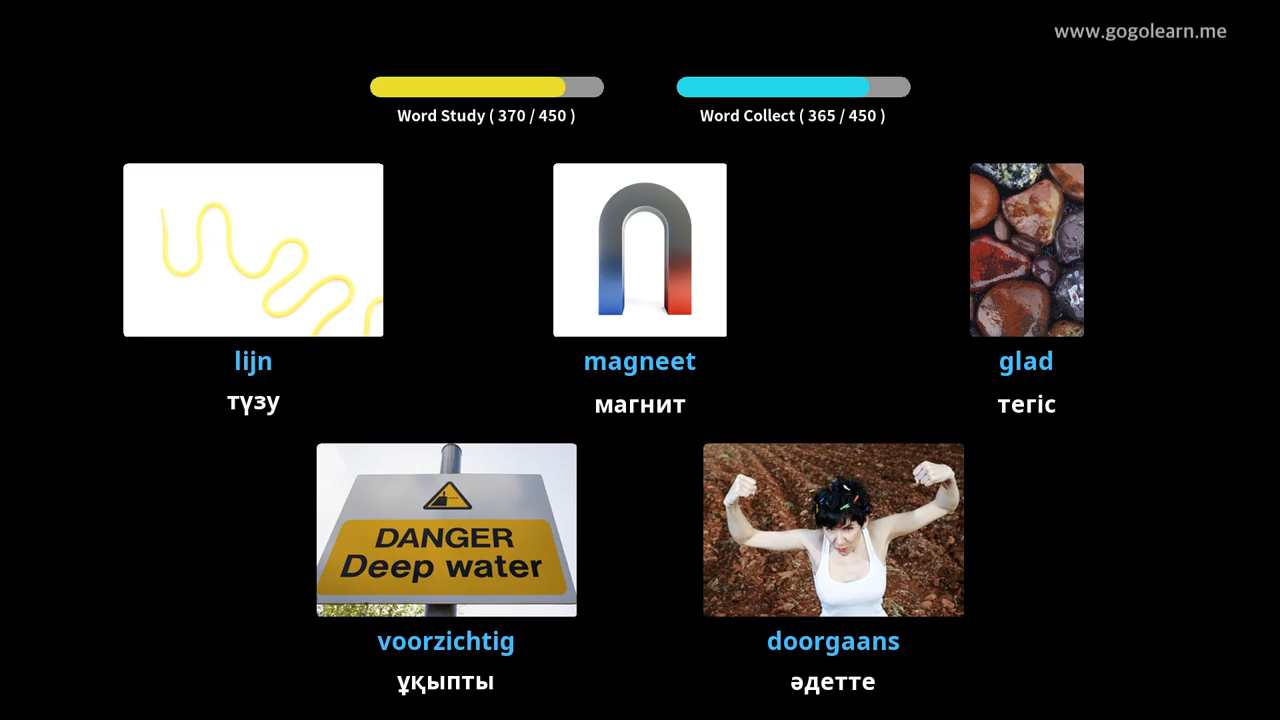 www.gogolearn.me
Word Study ( 370 / 450 )
Word Collect ( 365 / 450 )
lijn
түзу
magneet
магнит
glad
тегіс
DANGER
Deep water
voorzichtig
ұқыпты
doorgaans
әдетте